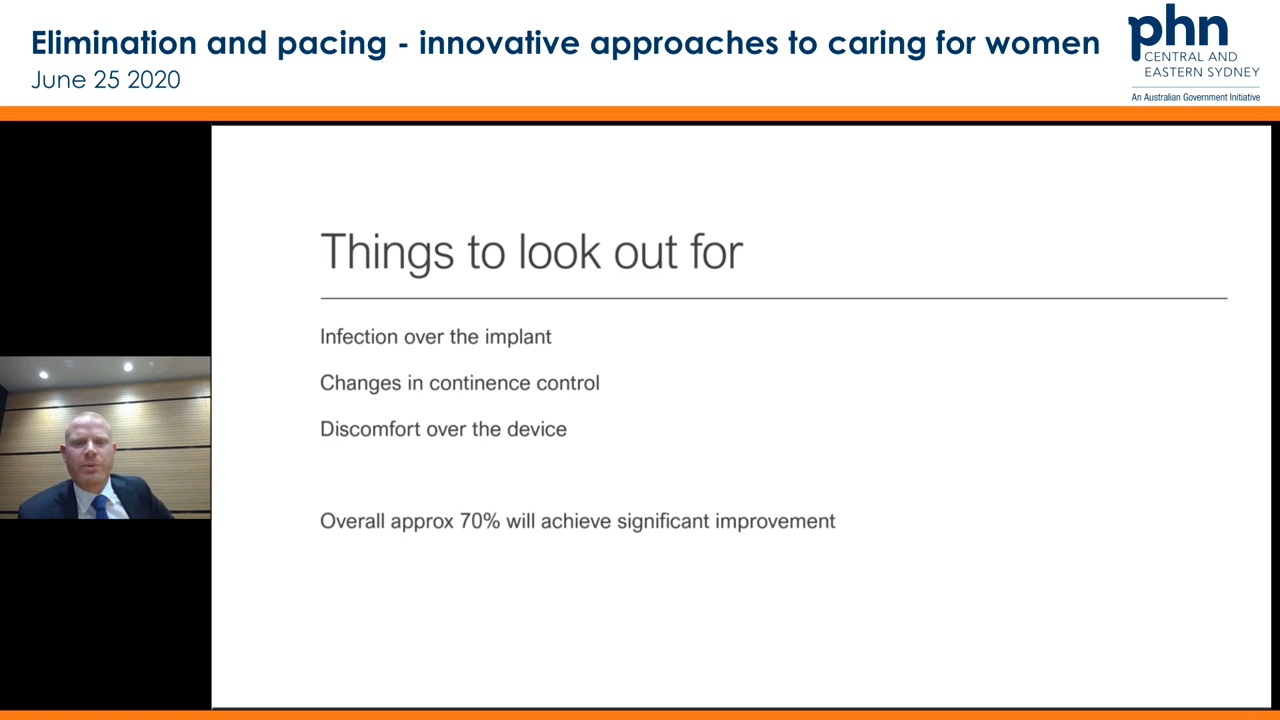 Elimination and pacing - innovative approaches to caring for women
June 25 2020
phn
CENTRAL AND
EASTERN SYDNEY
An Australian Government Initiative
Things to look out for
Infection over the implant
Changes in continence control
Discomfort over the device
Overall approx 70% will achieve significant improvement